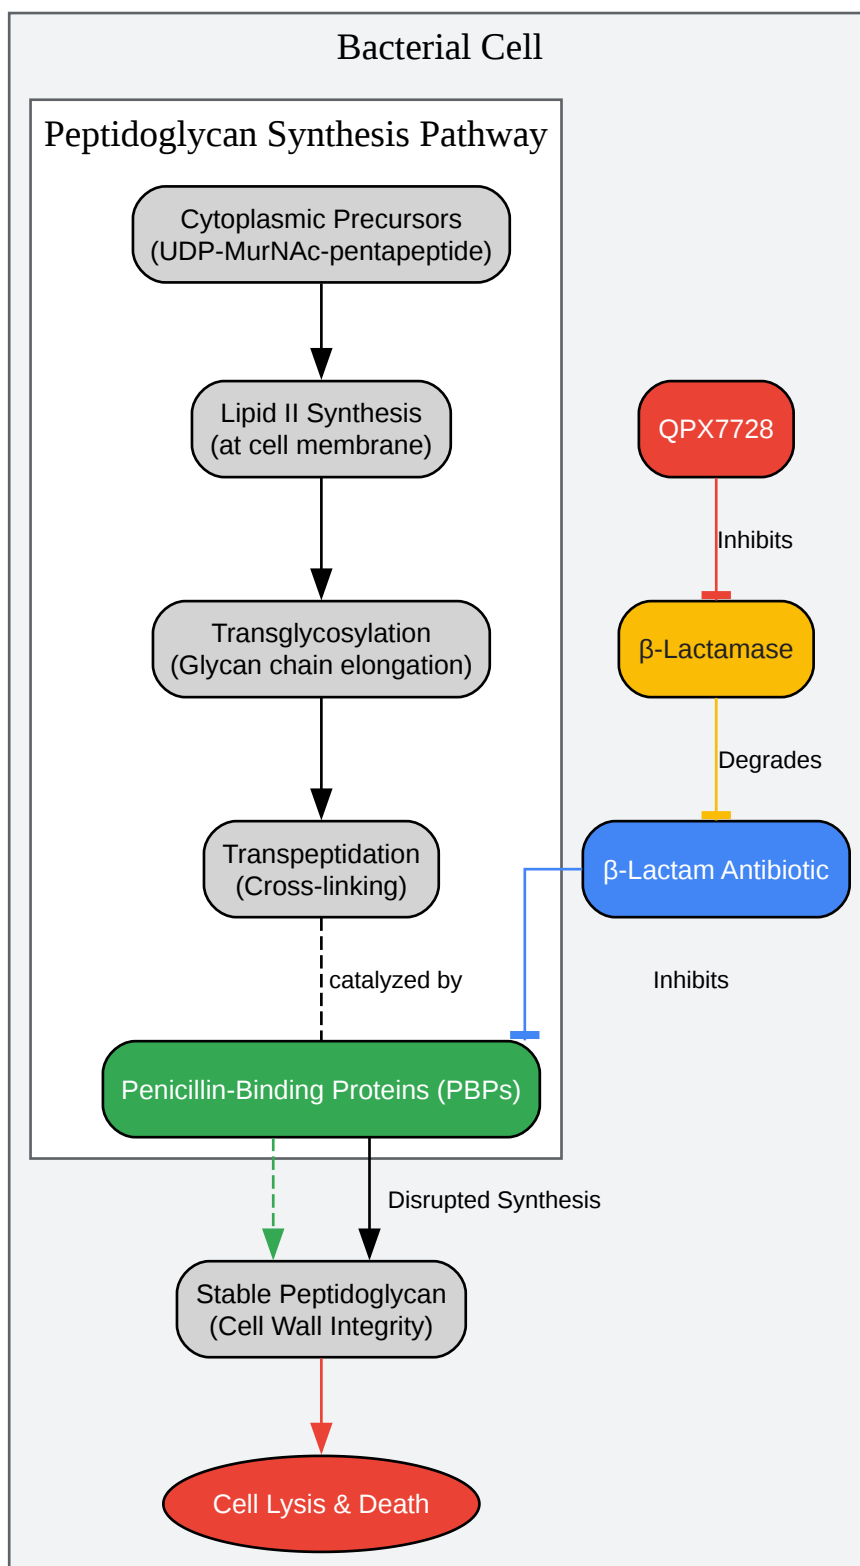 Bacterial Cell
Peptidoglycan Synthesis Pathway
Cytoplasmic Precursors
(UDP-MurNAc-pentapeptide)
Lipid II Synthesis
(at cell membrane)
QPX7728
Inhibits
Transglycosylation
(Glycan chain elongation)
β-Lactamase
Degrades
Transpeptidation
(Cross-linking)
β-Lactam Antibiotic
catalyzed by
Inhibits
Penicillin-Binding Proteins (PBPs)
Disrupted Synthesis
Stable Peptidoglycan
(Cell Wall Integrity)
Cell Lysis & Death